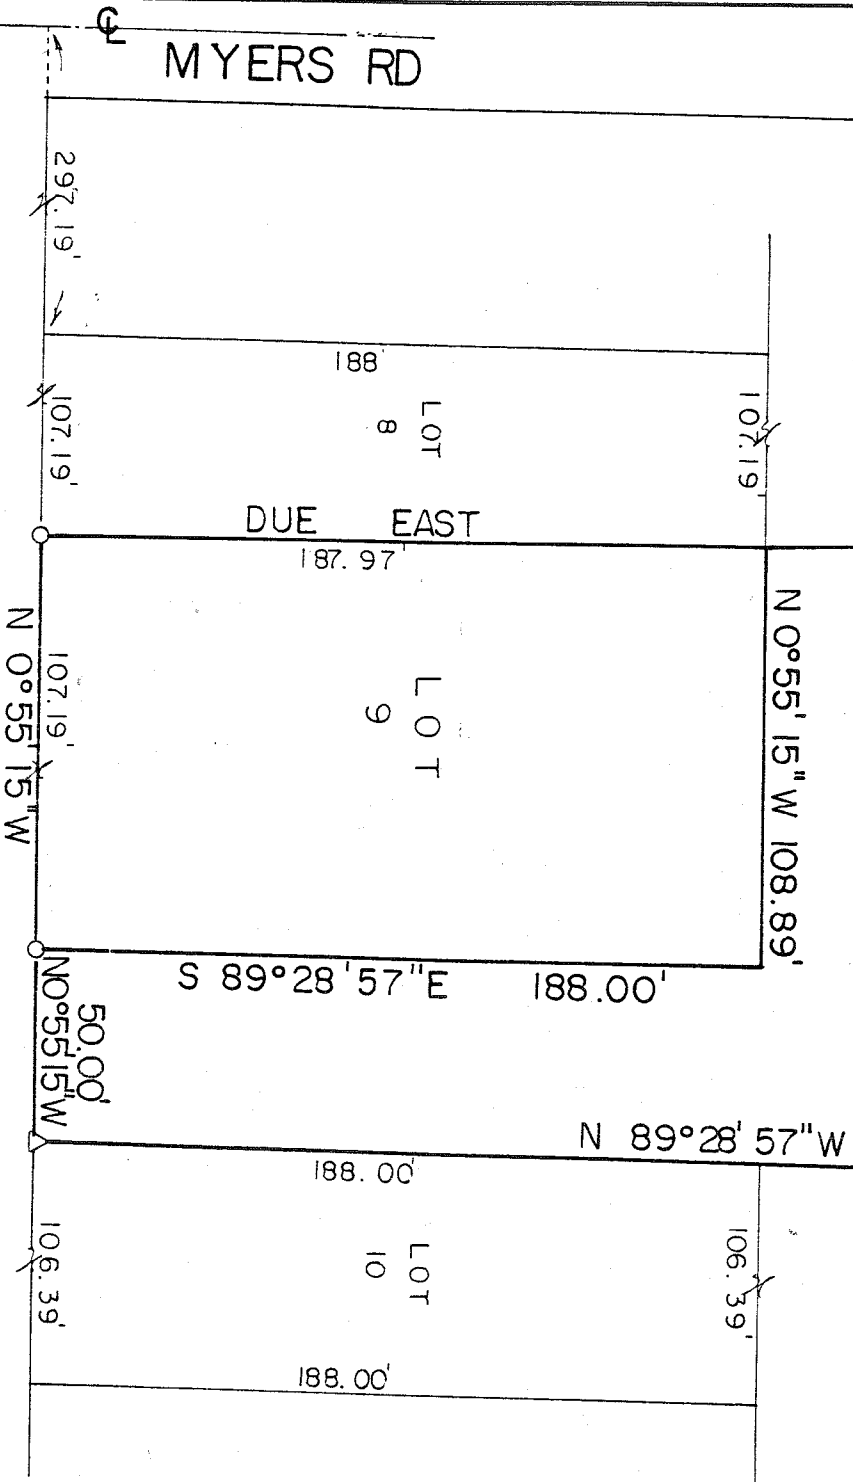 ℄
MYERS RD
297.19'
188'
107.19'
LOT
8
107.19'
DUE EAST
187.97'
N 0°55'15"W
107.19'
LOT
9
N 0°55'15"W 108.89'
S 89°28'57"E 188.00'
50.00'
N0°55'15"W
N 89°28'57"W
188.00'
106.39'
LOT
10
106.39'
188.00'